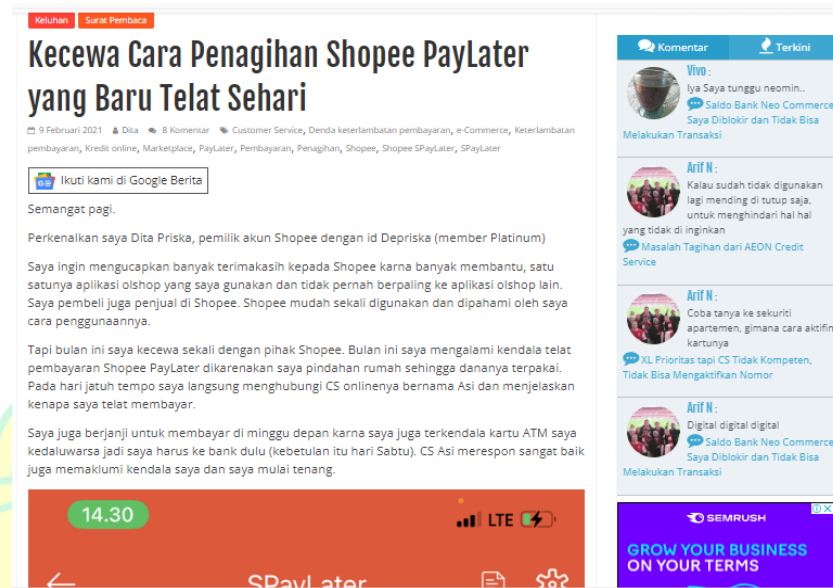 Keluhan Surat Pembaca
Kecewa Cara Penagihan Shopee PayLater
yang Baru Telat Sehari
9 Februari 2021 Dita 8 Komentar Customer Service, Denda keterlambatan pembayaran, e-Commerce, Keterlambatan
pembayaran, Kredit online, Marketplace, PayLater, Pembayaran, Penagihan, Shopee, Shopee SPayLater, SPayLater
Ikuti kami di Google Berita
Semangat pagi.
Perkenalkan saya Dita Priska, pemilik akun Shopee dengan id Depriska (member Platinum)
Saya ingin mengucapkan banyak terimakasih kepada Shopee karna banyak membantu, satu
satunya aplikasi olshop yang saya gunakan dan tidak pernah berpaling ke aplikasi olshop lain.
Saya pembeli juga penjual di Shopee. Shopee mudah sekali digunakan dan dipahami oleh saya
cara penggunaannya.
Tapi bulan ini saya kecewa sekali dengan pihak Shopee. Bulan ini saya mengalami kendala telat
pembayaran Shopee PayLater dikarenakan saya pindahan rumah sehingga dananya terpakai.
Pada hari jatuh tempo saya langsung menghubungi CS onlinenya bernama Asi dan menjelaskan
kenapa saya telat membayar.
Saya juga berjanji untuk membayar di minggu depan karna saya juga terkendala kartu ATM saya
kedaluwarsa jadi saya harus ke bank dulu (kebetulan itu hari Sabtu). CS Asi merespon sangat baik
juga memaklumi kendala saya dan saya mulai tenang.
14.30 LTE
SPayLater
Komentar Terkini
Vivo :
Iya Saya tunggu neomin..
Saldo Bank Neo Commerce
Saya Diblokir dan Tidak Bisa
Melakukan Transaksi
Arif N :
Kalau sudah tidak digunakan
lagi mending di tutup saja,
untuk menghindari hal hal
yang tidak di inginkan
Masalah Tagihan dari AEON Credit
Service
Arif N :
Coba tanya ke sekuriti
apartemen, gimana cara aktifin
kartunya
XL Prioritas tapi CS Tidak Kompeten,
Tidak Bisa Mengaktifkan Nomor
Arif N :
Digital digital digital
Saldo Bank Neo Commerce
Saya Diblokir dan Tidak Bisa
Melakukan Transaksi
SEMRUSH
GROW YOUR BUSINESS
ON YOUR TERMS